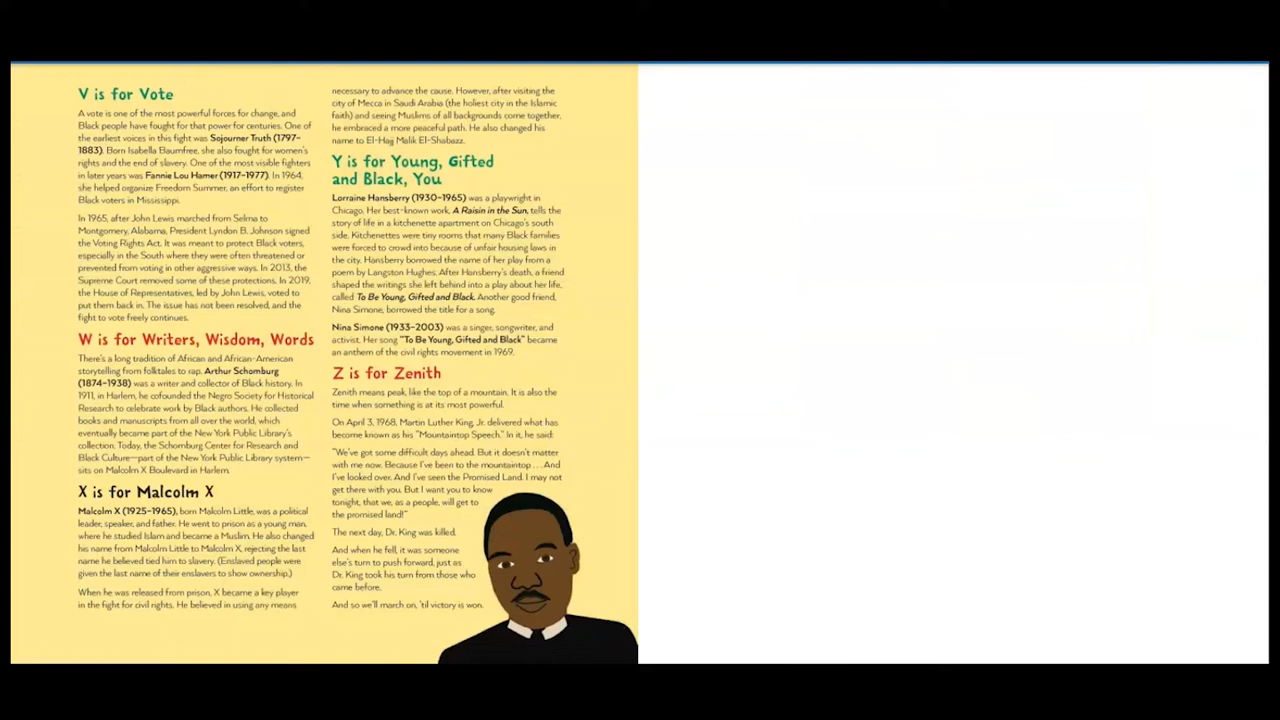 V is for Vote
A vote is one of the most powerful forces for change, and
Black people have fought for that power for centuries. One of
the earliest voices in this fight was Sojourner Truth (1797–
1883). Born Isabella Baumfree, she also fought for women's
rights and the end of slavery. One of the most visible fighters
in later years was Fannie Lou Hamer (1917–1977). In 1964,
she helped organize Freedom Summer, an effort to register
Black voters in Mississippi.
In 1965, after John Lewis marched from Selma to
Montgomery, Alabama, President Lyndon B. Johnson signed
the Voting Rights Act. It was meant to protect Black voters,
especially in the South where they were often threatened or
prevented from voting in other aggressive ways. In 2013, the
Supreme Court removed some of these protections. In 2019,
the House of Representatives, led by John Lewis, voted to
put them back in. The issue has not been resolved, and the
fight to vote freely continues.
W is for Writers, Wisdom, Words
There's a long tradition of African and African-American
storytelling from folktales to rap. Arthur Schomburg
(1874–1938) was a writer and collector of Black history. In
1911, in Harlem, he cofounded the Negro Society for Historical
Research to celebrate work by Black authors. He collected
books and manuscripts from all over the world, which
eventually became part of the New York Public Library's
collection. Today, the Schomburg Center for Research and
Black Culture—part of the New York Public Library system—
sits on Malcolm X Boulevard in Harlem.
X is for Malcolm X
Malcolm X (1925–1965), born Malcolm Little, was a political
leader, speaker, and father. He went to prison as a young man,
where he studied Islam and became a Muslim. He also changed
his name from Malcolm Little to Malcolm X, rejecting the last
name he believed tied him to slavery. (Enslaved people were
given the last name of their enslavers to show ownership.)
When he was released from prison, X became a key player
in the fight for civil rights. He believed in using any means
necessary to advance the cause. However, after visiting the
city of Mecca in Saudi Arabia (the holiest city in the Islamic
faith) and seeing Muslims of all backgrounds come together,
he embraced a more peaceful path. He also changed his
name to El-Hajj Malik El-Shabazz.
Y is for Young, Gifted
and Black, You
Lorraine Hansberry (1930–1965) was a playwright in
Chicago. Her best-known work, A Raisin in the Sun, tells the
story of life in a kitchenette apartment on Chicago's south
side. Kitchenettes were tiny rooms that many Black families
were forced to crowd into because of unfair housing laws in
the city. Hansberry borrowed the name of her play from a
poem by Langston Hughes. After Hansberry's death, a friend
shaped the writings she left behind into a play about her life,
called To Be Young, Gifted and Black. Another good friend,
Nina Simone, borrowed the title for a song.
Nina Simone (1933–2003) was a singer, songwriter, and
activist. Her song "To Be Young, Gifted and Black" became
an anthem of the civil rights movement in 1969.
Z is for Zenith
Zenith means peak, like the top of a mountain. It is also the
time when something is at its most powerful.
On April 3, 1968, Martin Luther King, Jr. delivered what has
become known as his "Mountaintop Speech." In it, he said:
"We've got some difficult days ahead. But it doesn't matter
with me now. Because I've been to the mountaintop . . . And
I've looked over. And I've seen the Promised Land. I may not
get there with you. But I want you to know
tonight, that we, as a people, will get to
the promised land!"
The next day, Dr. King was killed.
And when he fell, it was someone
else's turn to push forward, just as
Dr. King took his turn from those who
came before.
And so we'll march on, 'til victory is won.